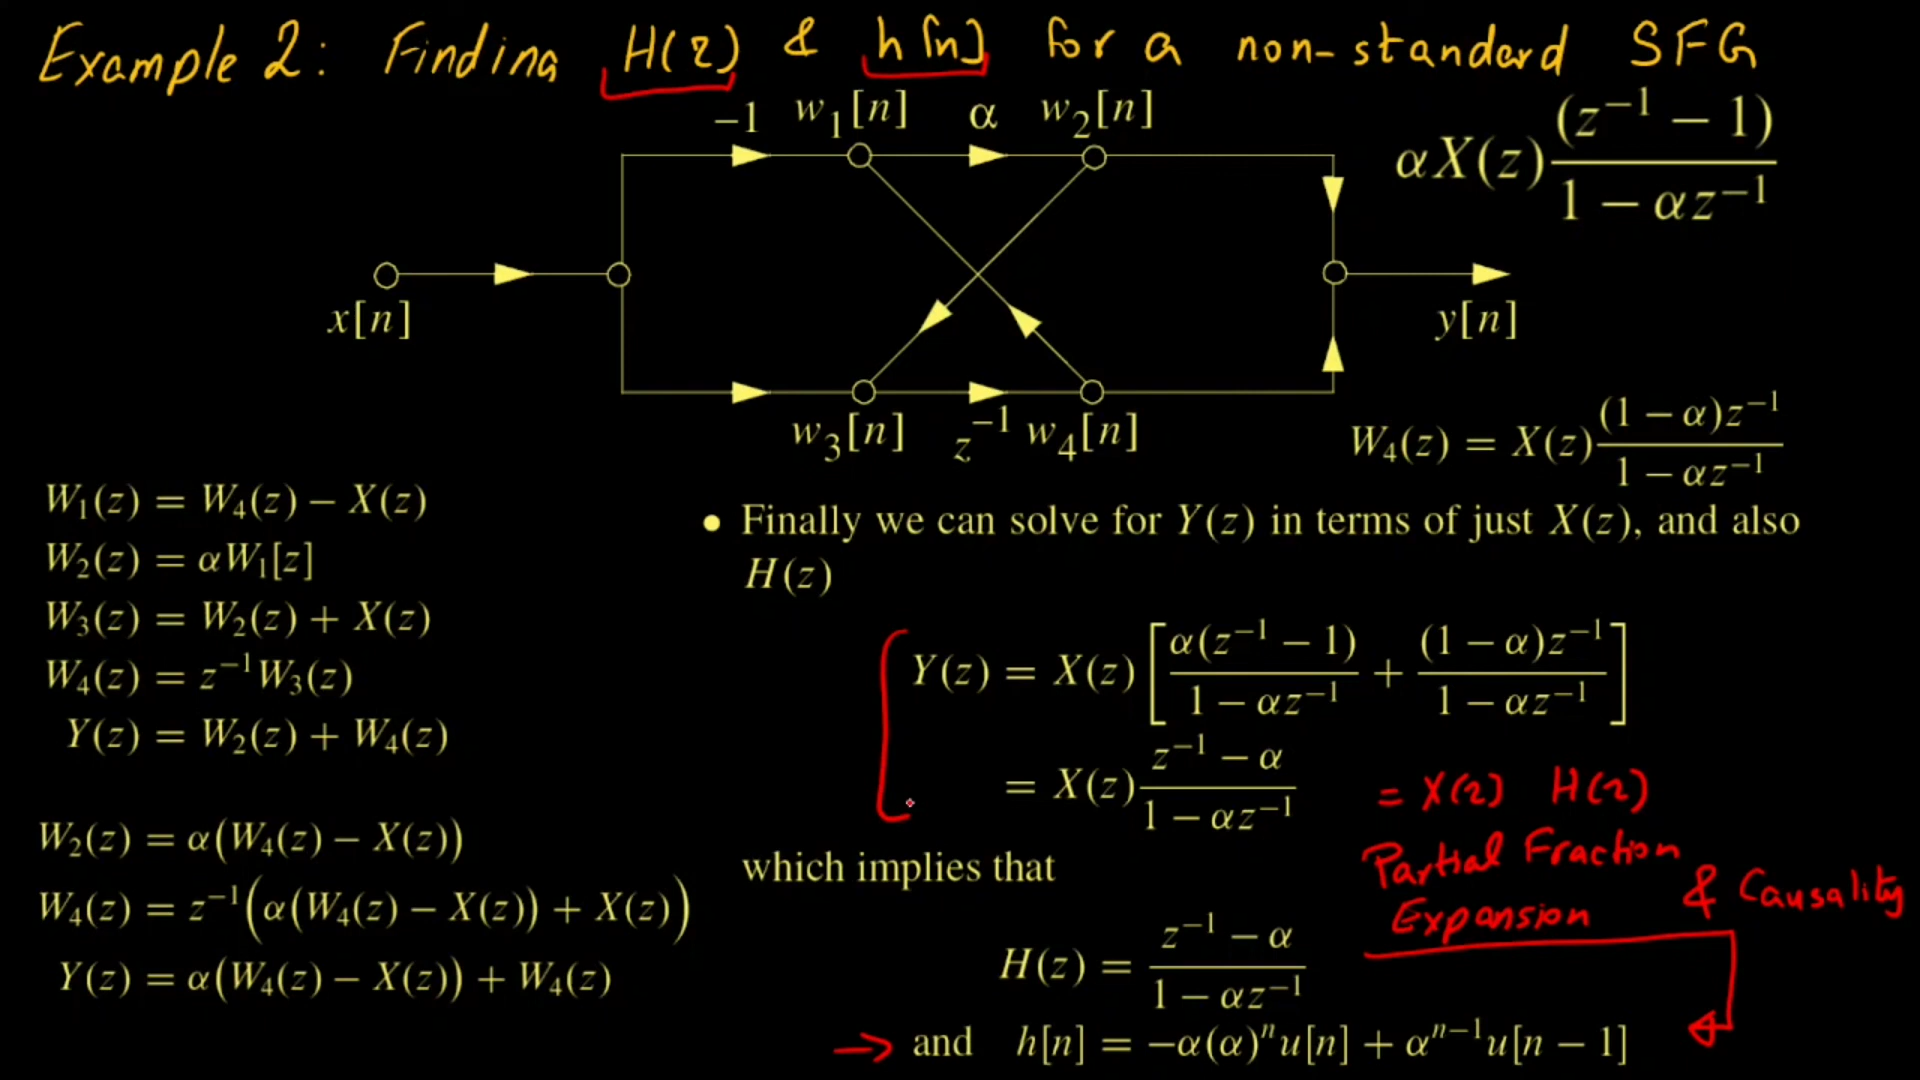 Example 2: Finding H(z) & h[n] for a non-standard SFG
−1 w₁[n] α w₂[n]
αX(z) (z⁻¹ − 1) / (1 − αz⁻¹)
x[n] y[n]
w₃[n] z⁻¹ w₄[n]
W₄(z) = X(z) (1 − α)z⁻¹ / (1 − αz⁻¹)
W₁(z) = W₄(z) − X(z)
W₂(z) = αW₁[z]
W₃(z) = W₂(z) + X(z)
W₄(z) = z⁻¹W₃(z)
Y(z) = W₂(z) + W₄(z)
W₂(z) = α(W₄(z) − X(z))
W₄(z) = z⁻¹(α(W₄(z) − X(z)) + X(z))
Y(z) = α(W₄(z) − X(z)) + W₄(z)
• Finally we can solve for Y(z) in terms of just X(z), and also
H(z)
Y(z) = X(z) [α(z⁻¹ − 1) / (1 − αz⁻¹) + (1 − α)z⁻¹ / (1 − αz⁻¹)]
= X(z) (z⁻¹ − α) / (1 − αz⁻¹) = X(z) H(z)
which implies that
Partial Fraction
Expansion & Causality
H(z) = (z⁻¹ − α) / (1 − αz⁻¹)
→ and h[n] = −α(α)ⁿu[n] + αⁿ⁻¹u[n − 1]